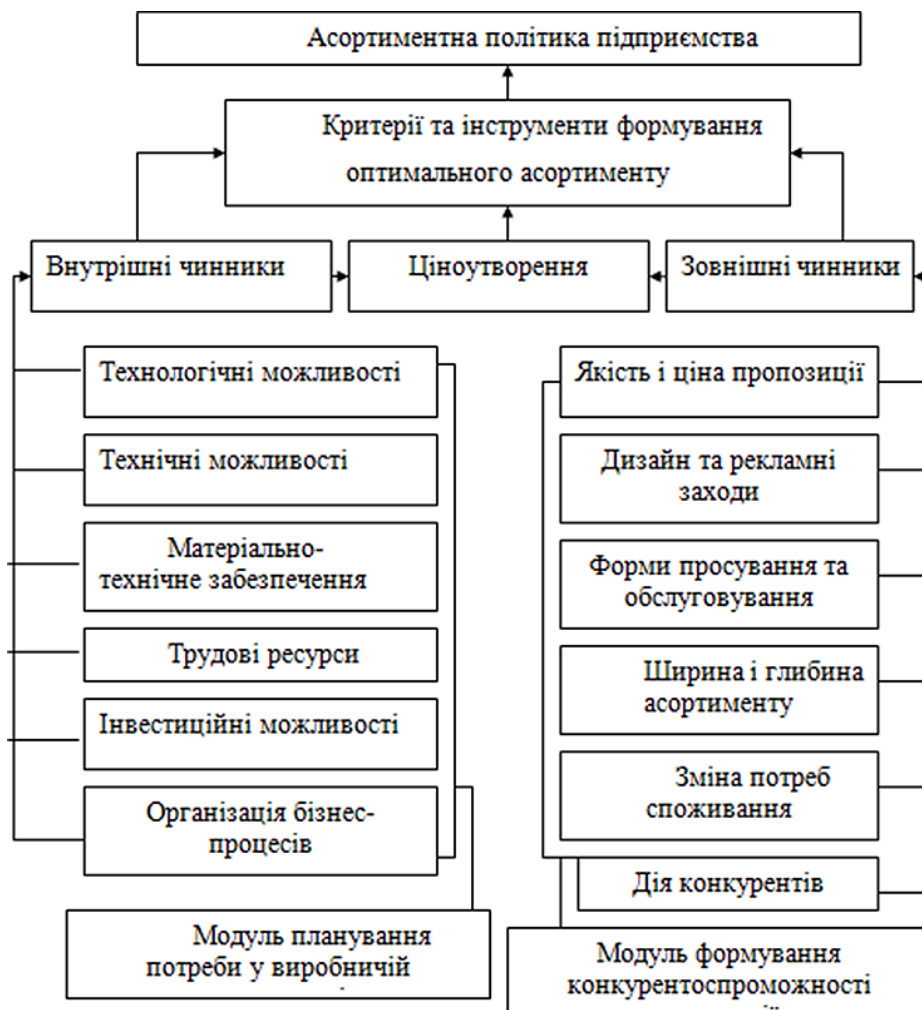 Асортиментна політика підприємства
Критерії та інструменти формування
оптимального асортименту
Внутрішні чинники
Ціноутворення
Зовнішні чинники
Технологічні можливості
Технічні можливості
Матеріально-
технічне забезпечення
Трудові ресурси
Інвестиційні можливості
Організація бізнес-
процесів
Модуль планування
потреби у виробничій
Якість і ціна пропозиції
Дизайн та рекламні
заходи
Форми просування та
обслуговування
Ширина і глибина
асортименту
Зміна потреб
споживання
Дія конкурентів
Модуль формування
конкурентоспроможності